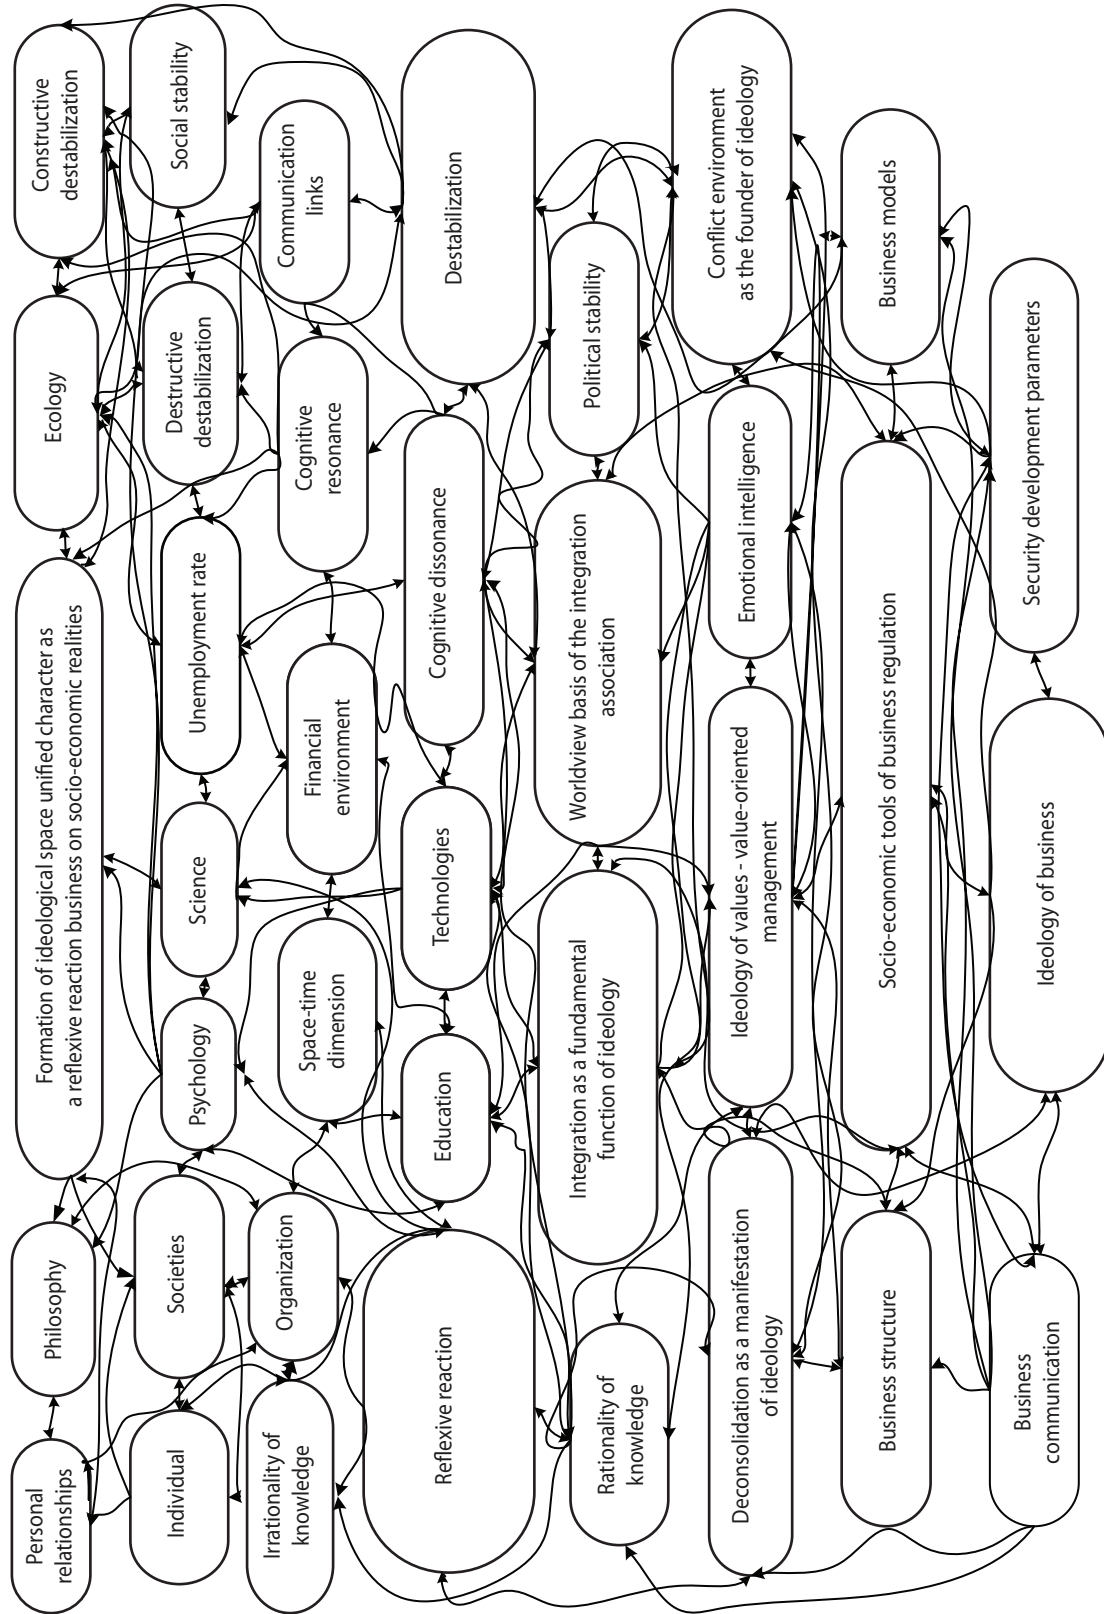 Personal
relationships
Philosophy
Formation of ideological space unified character as
a reflexive reaction business on socio-economic realities
Ecology
Constructive
destabilization
Individual
Societies
Psychology
Science
Unemployment rate
Destructive
destabilization
Social stability
Irrationality of
knowledge
Organization
Space-time
dimension
Financial
environment
Cognitive
resonance
Communication
links
Reflexive reaction
Education
Technologies
Cognitive dissonance
Destabilization
Rationality of
knowledge
Integration as a fundamental
function of ideology
Worldview basis of the integration
association
Political stability
Deconsolidation as a manifestation
of ideology
Ideology of values - value-oriented
management
Emotional intelligence
Conflict environment
as the founder of ideology
Business structure
Socio-economic tools of business regulation
Business models
Business
communication
Ideology of business
Security development parameters